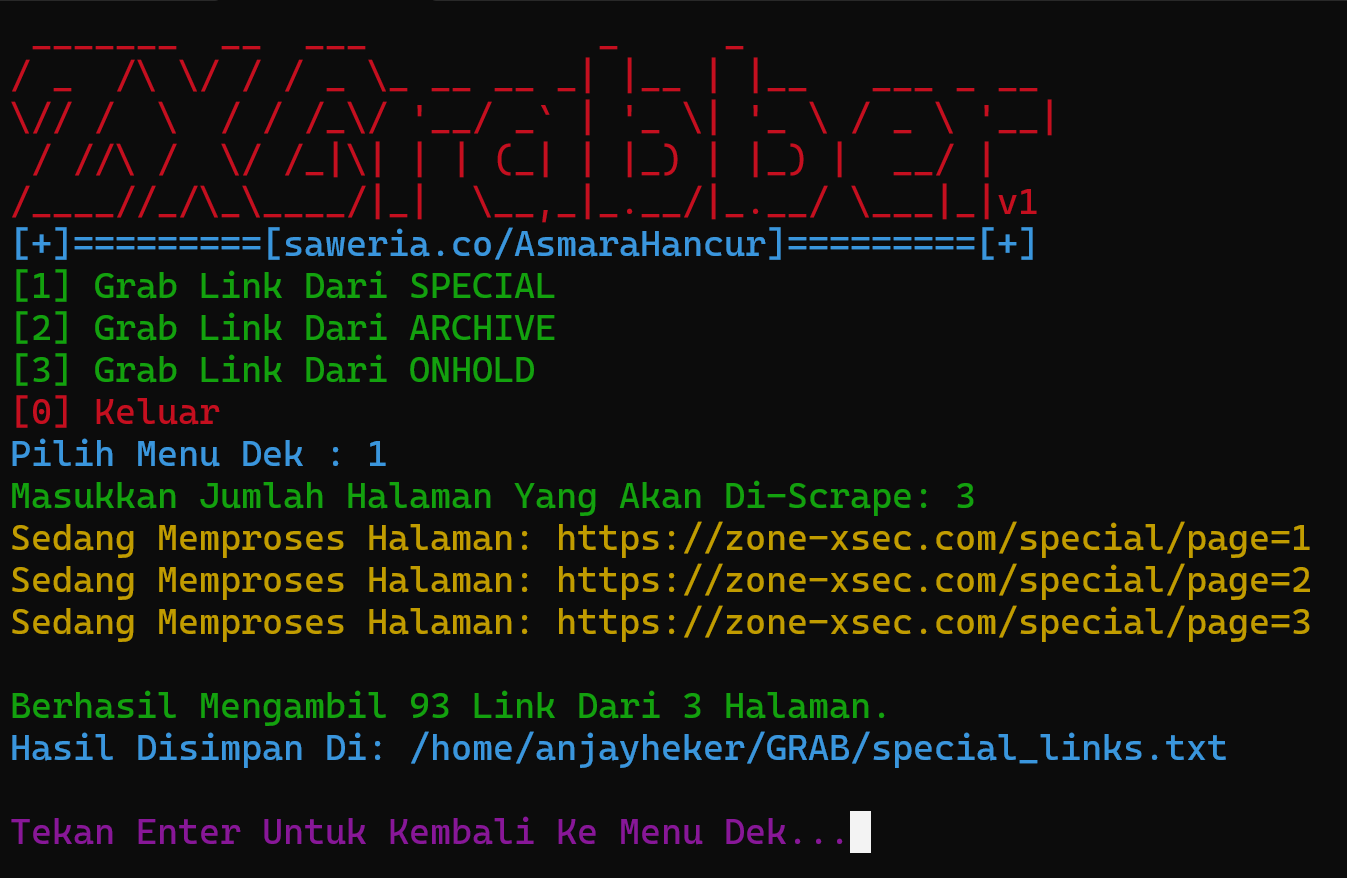 ZXGrabber v1
[+]=========[saweria.co/AsmaraHancur]=========[+]
[1] Grab Link Dari SPECIAL
[2] Grab Link Dari ARCHIVE
[3] Grab Link Dari ONHOLD
[0] Keluar
Pilih Menu Dek : 1
Masukkan Jumlah Halaman Yang Akan Di-Scrape: 3
Sedang Memproses Halaman: https://zone-xsec.com/special/page=1
Sedang Memproses Halaman: https://zone-xsec.com/special/page=2
Sedang Memproses Halaman: https://zone-xsec.com/special/page=3
Berhasil Mengambil 93 Link Dari 3 Halaman.
Hasil Disimpan Di: /home/anjayheker/GRAB/special_links.txt
Tekan Enter Untuk Kembali Ke Menu Dek...